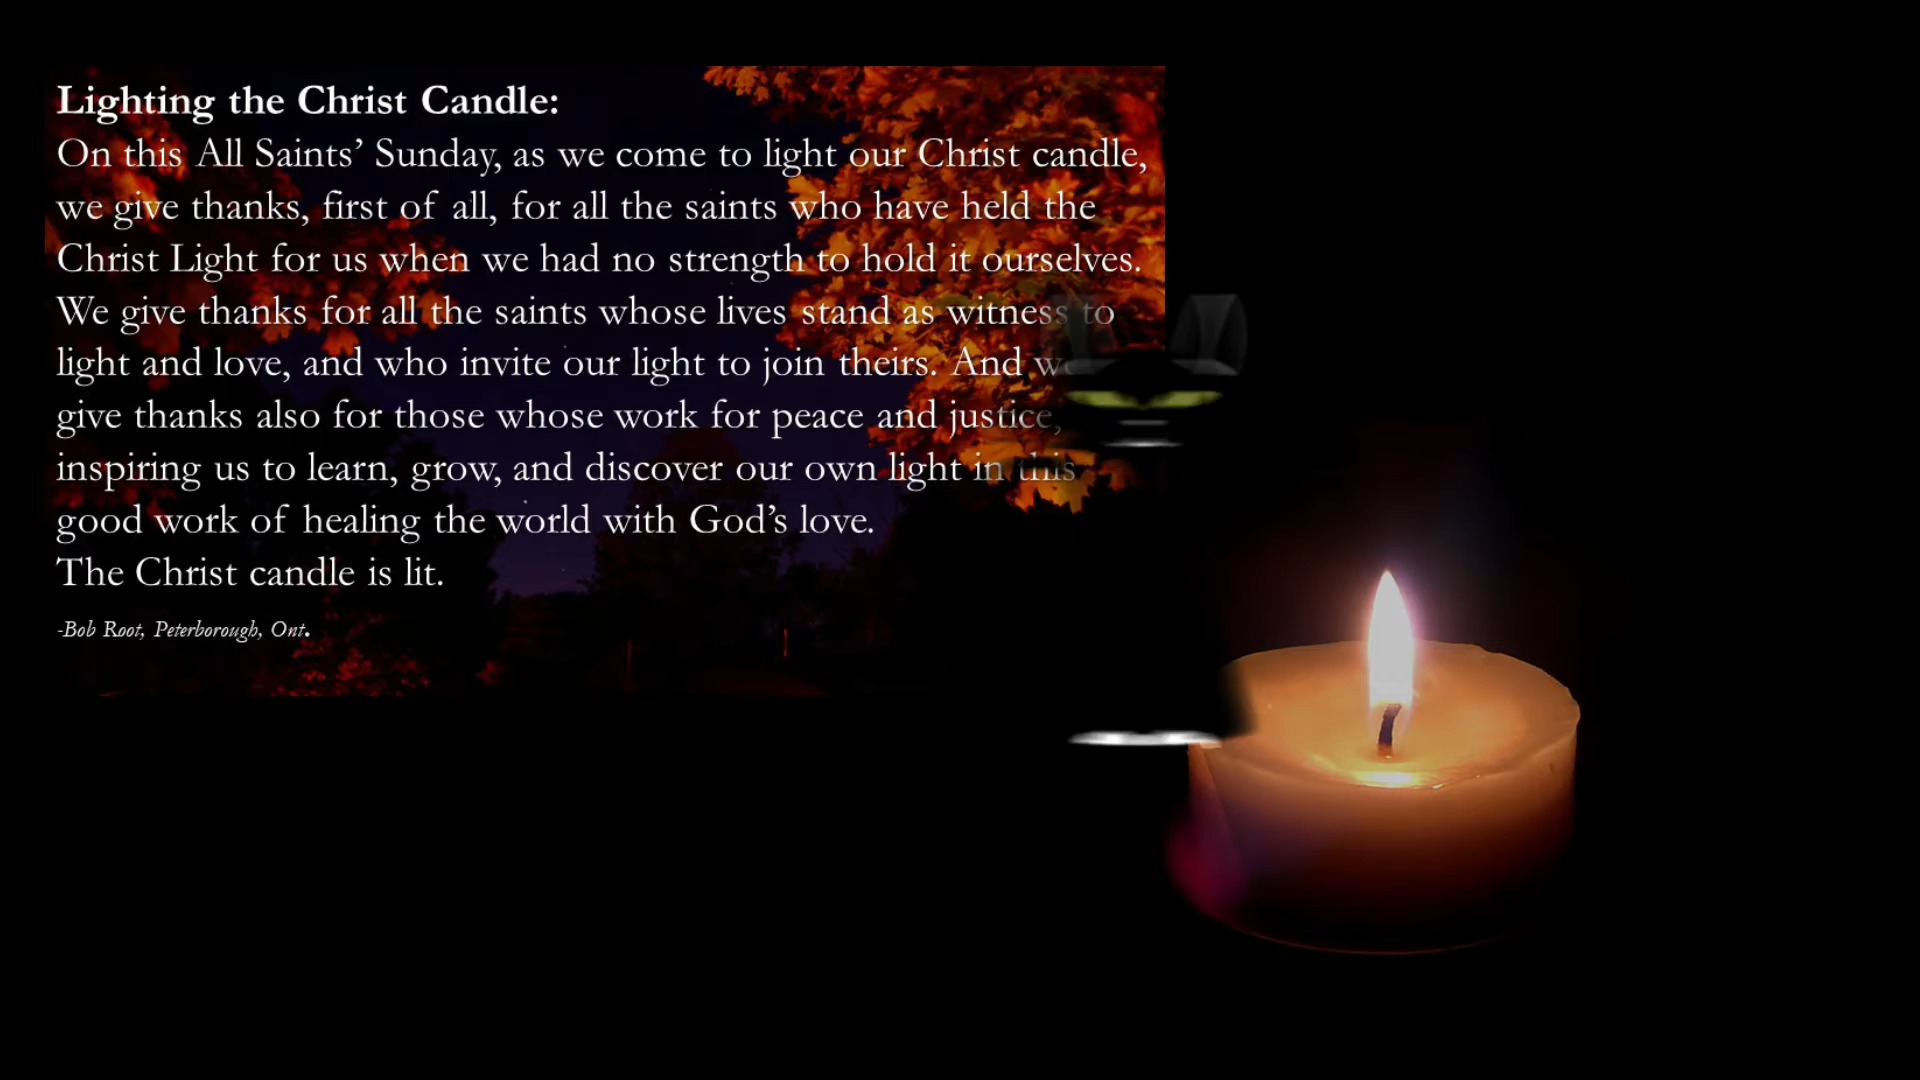 Lighting the Christ Candle:
On this All Saints’ Sunday, as we come to light our Christ candle,
we give thanks, first of all, for all the saints who have held the
Christ Light for us when we had no strength to hold it ourselves.
We give thanks for all the saints whose lives stand as witness to
light and love, and who invite our light to join theirs. And we
give thanks also for those whose work for peace and justice,
inspiring us to learn, grow, and discover our own light in this
good work of healing the world with God’s love.
The Christ candle is lit.
-Bob Root, Peterborough, Ont.